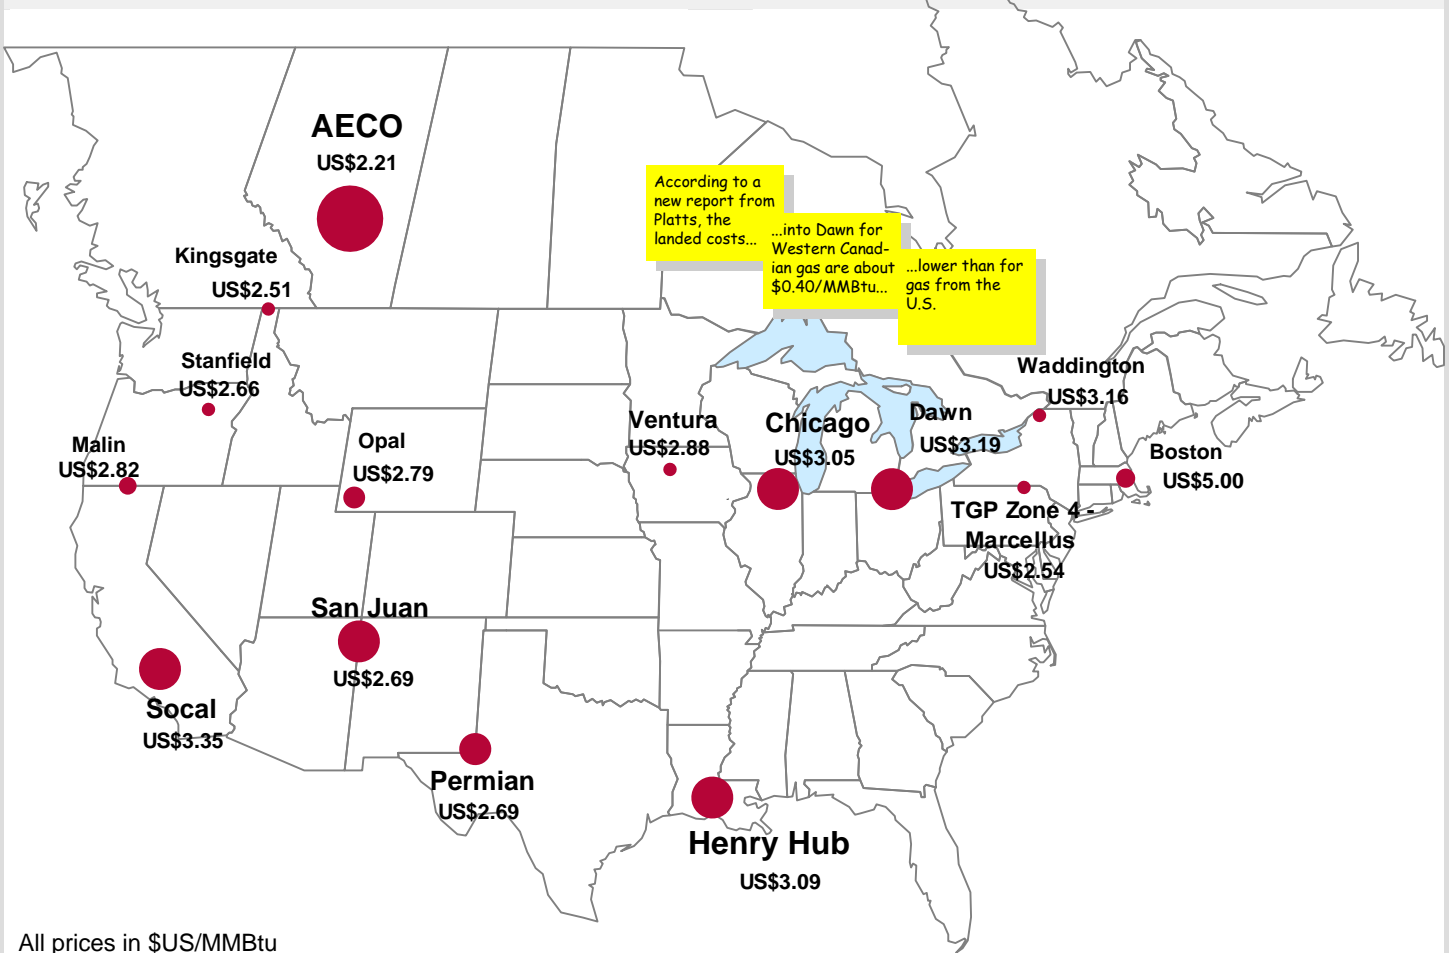 AECO
US$2.21
According to a
new report from
Platts, the
landed costs...
...into Dawn for
Western Canad-
ian gas are about
$0.40/MMBtu...
...lower than for
gas from the
U.S.
Kingsgate
US$2.51
Stanfield
US$2.66
Malin
US$2.82
Opal
US$2.79
Ventura
US$2.88
Chicago
US$3.05
Dawn
US$3.19
Waddington
US$3.16
Boston
US$5.00
TGP Zone 4 -
Marcellus
US$2.54
San Juan
US$2.69
Socal
US$3.35
Permian
US$2.69
Henry Hub
US$3.09
All prices in $US/MMBtu